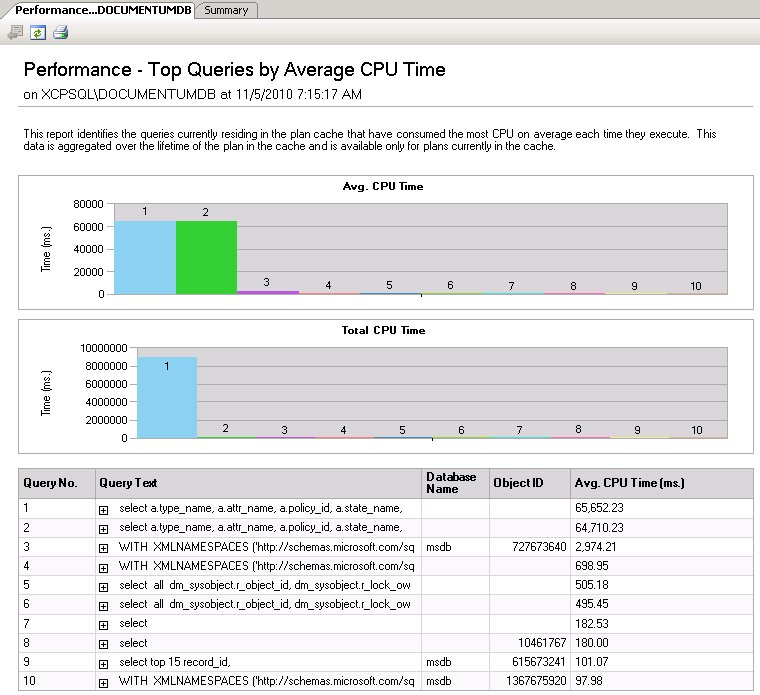 Performance...DOCUMENTUMDB Summary
Performance - Top Queries by Average CPU Time
on XCPSQL\DOCUMENTUMDB at 11/5/2010 7:15:17 AM
This report identifies the queries currently residing in the plan cache that have consumed the most CPU on average each time they execute. This
data is aggregated over the lifetime of the plan in the cache and is available only for plans currently in the cache.
Avg. CPU Time
Time (ms.)
80000
60000
40000
20000
0
1 2 3 4 5 6 7 8 9 10
Total CPU Time
Time (ms.)
10000000
8000000
6000000
4000000
2000000
0
1 2 3 4 5 6 7 8 9 10
Query No. Query Text Database Name Object ID Avg. CPU Time (ms.)
1 select a.type_name, a.attr_name, a.policy_id, a.state_name, 65,652.23
2 select a.type_name, a.attr_name, a.policy_id, a.state_name, 64,710.23
3 WITH XMLNAMESPACES ('http://schemas.microsoft.com/sq msdb 727673640 2,974.21
4 WITH XMLNAMESPACES ('http://schemas.microsoft.com/sq 698.95
5 select all dm_sysobject.r_object_id, dm_sysobject.r_lock_ow 505.18
6 select all dm_sysobject.r_object_id, dm_sysobject.r_lock_ow 495.45
7 select 182.53
8 select 10461767 180.00
9 select top 15 record_id, msdb 615673241 101.07
10 WITH XMLNAMESPACES ('http://schemas.microsoft.com/sq msdb 1367675920 97.98